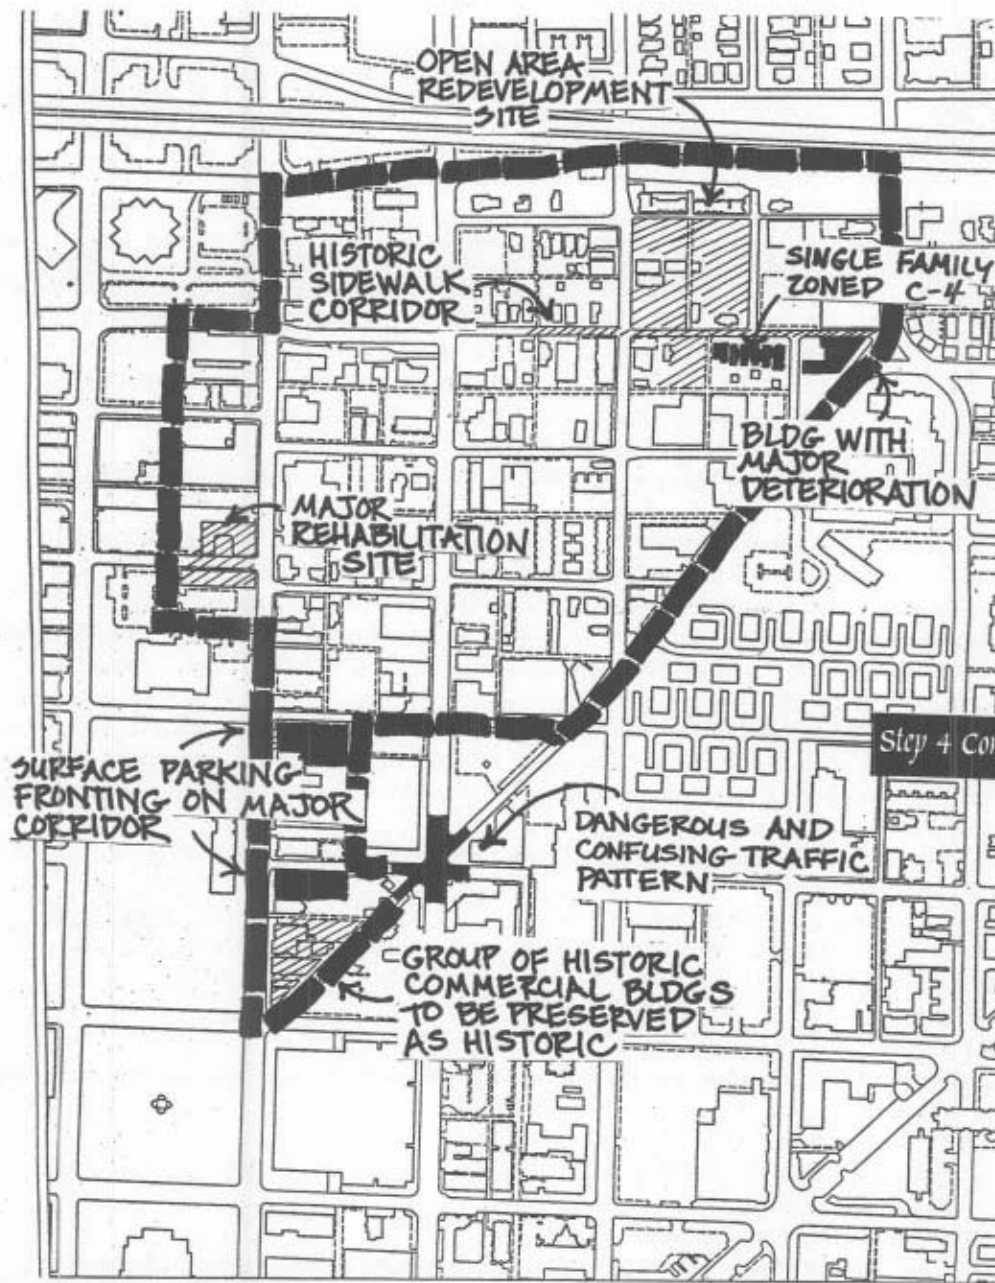 OPEN AREA
REDEVELOPMENT
SITE
HISTORIC
SIDEWALK
CORRIDOR
SINGLE FAMILY
ZONED C-4
BLDG WITH
MAJOR
DETERIORATION
MAJOR
REHABILITATION
SITE
Step 4 Con
SURFACE PARKING
FRONTING ON MAJOR
CORRIDOR
DANGEROUS AND
CONFUSING TRAFFIC
PATTERN
GROUP OF HISTORIC
COMMERCIAL BLDGS
TO BE PRESERVED
AS HISTORIC